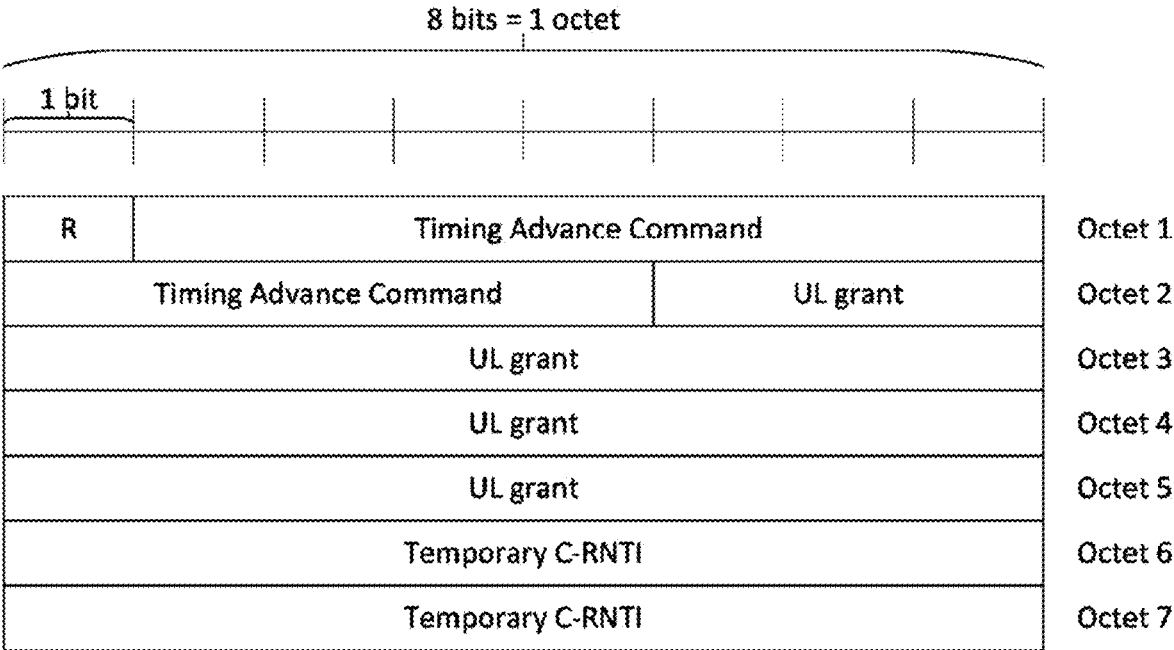 8 bits = 1 octet
1 bit
R Timing Advance Command Octet 1
Timing Advance Command UL grant Octet 2
UL grant Octet 3
UL grant Octet 4
UL grant Octet 5
Temporary C-RNTI Octet 6
Temporary C-RNTI Octet 7